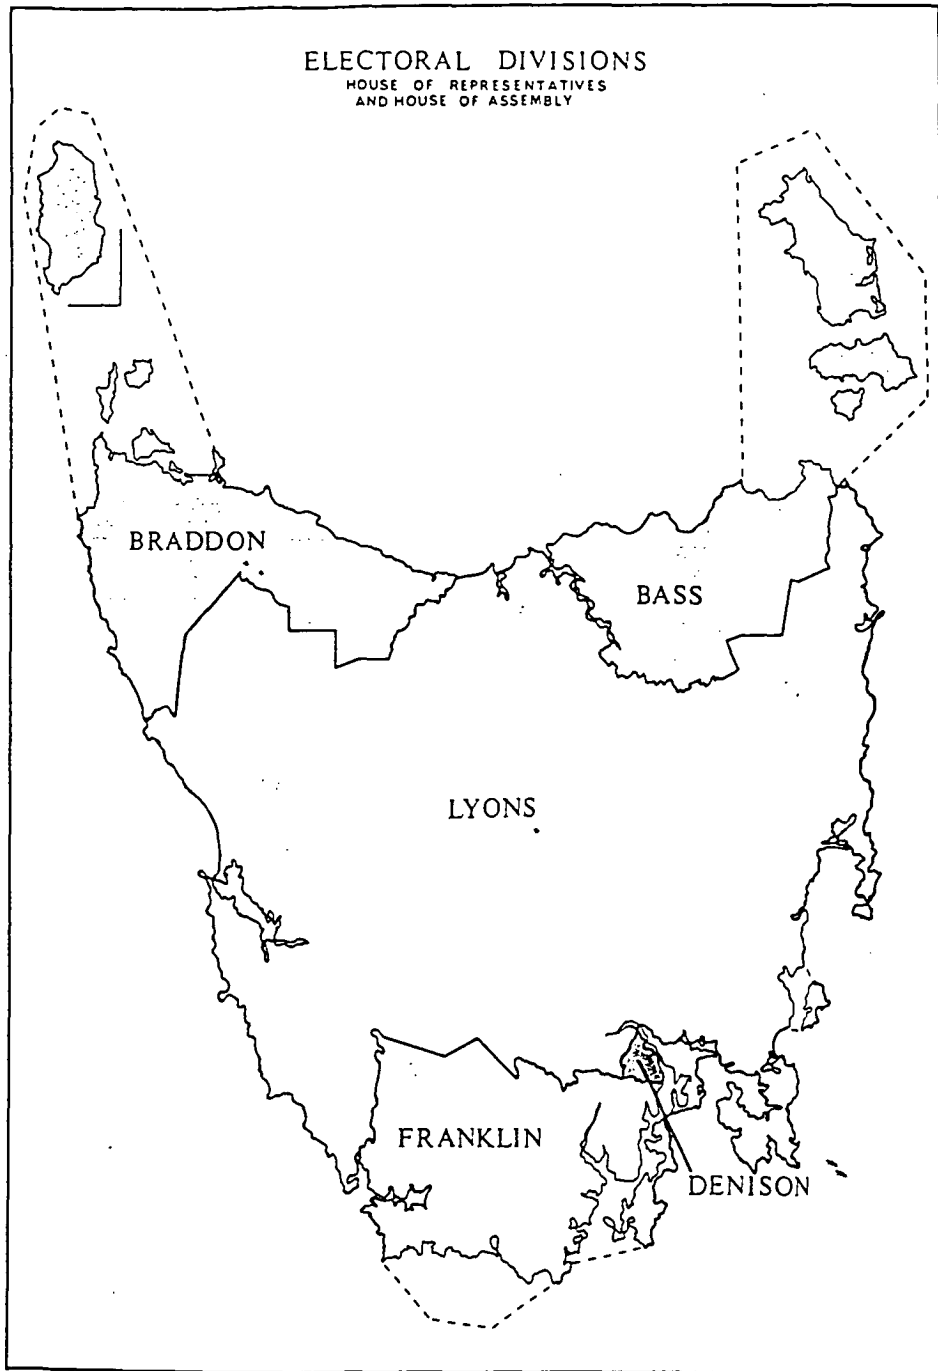 ELECTORAL DIVISIONS
HOUSE OF REPRESENTATIVES
AND HOUSE OF ASSEMBLY
BRADDON
BASS
LYONS
FRANKLIN
DENISON